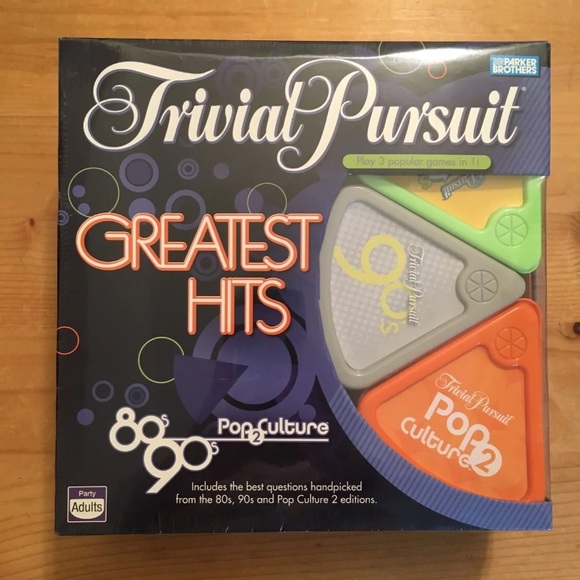 PARKER
BROTHERS
Trivial Pursuit
Play 3 popular games in 1!
GREATEST
HITS
Trivial Pursuit
90's
Trivial Pursuit
Pop
Culture 2
80s
90s
Pop Culture
2
Includes the best questions handpicked
from the 80s, 90s and Pop Culture 2 editions.
Party
Adults